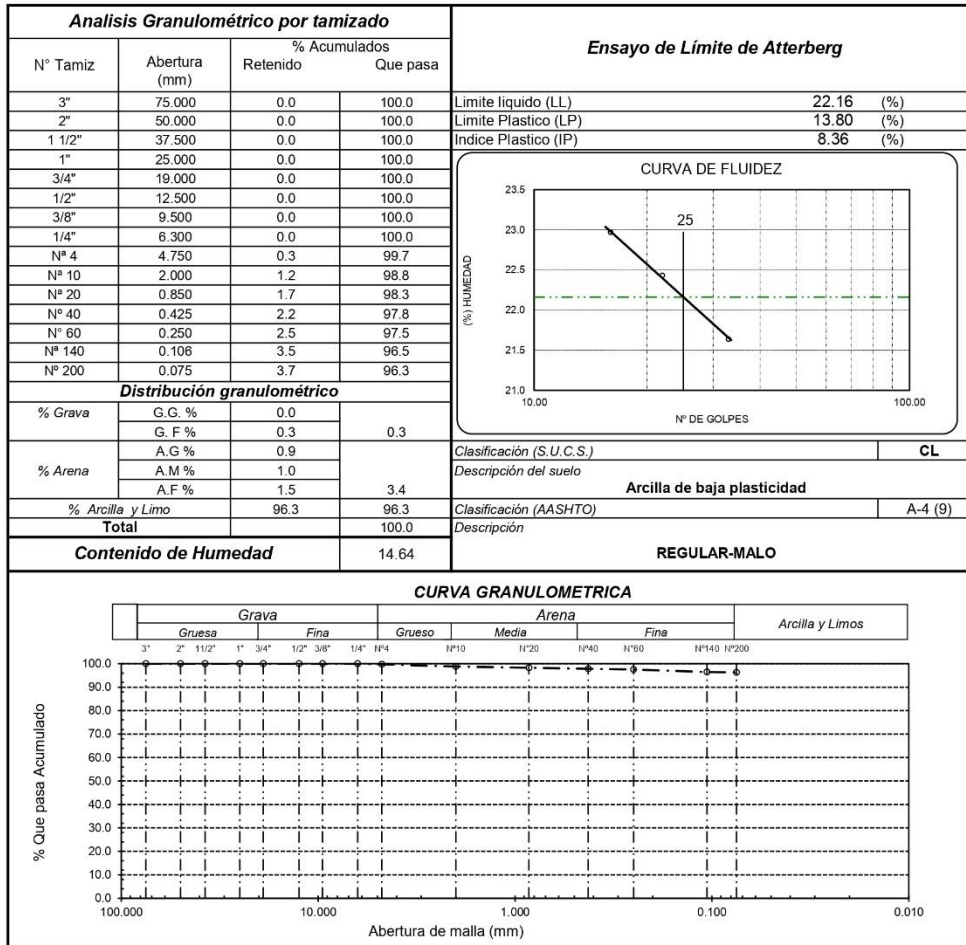 Analisis Granulométrico por tamizado
N° Tamiz Abertura (mm) % Acumulados
Retenido Que pasa
3" 75.000 0.0 100.0
2" 50.000 0.0 100.0
1 1/2" 37.500 0.0 100.0
1" 25.000 0.0 100.0
3/4" 19.000 0.0 100.0
1/2" 12.500 0.0 100.0
3/8" 9.500 0.0 100.0
1/4" 6.300 0.0 100.0
Nª 4 4.750 0.3 99.7
Nª 10 2.000 1.2 98.8
Nª 20 0.850 1.7 98.3
Nº 40 0.425 2.2 97.8
N° 60 0.250 2.5 97.5
Nª 140 0.106 3.5 96.5
Nº 200 0.075 3.7 96.3
Distribución granulométrico
% Grava G.G. % 0.0
G. F % 0.3 0.3
A.G % 0.9
% Arena A.M % 1.0
A.F % 1.5 3.4
% Arcilla y Limo 96.3 96.3
Total 100.0
Contenido de Humedad 14.64
Ensayo de Límite de Atterberg
Limite liquido (LL) 22.16 (%)
Limite Plastico (LP) 13.80 (%)
Indice Plastico (IP) 8.36 (%)
CURVA DE FLUIDEZ
23.5
25
23.0
22.5
22.0
21.5
21.0
(%) HUMEDAD
10.00 100.00
Nº DE GOLPES
Clasificación (S.U.C.S.) CL
Descripción del suelo
Arcilla de baja plasticidad
Clasificación (AASHTO) A-4 (9)
Descripción
REGULAR-MALO
CURVA GRANULOMETRICA
Grava Arena Arcilla y Limos
Gruesa Fina Grueso Media Fina
3" 2" 11/2" 1" 3/4" 1/2" 3/8" 1/4" Nª4 Nª10 Nª20 Nª40 Nª60 Nª140 Nª200
100.0
90.0
80.0
70.0
60.0
50.0
40.0
30.0
20.0
10.0
0.0
% Que pasa Acumulado
100.000 10.000 1.000 0.100 0.010
Abertura de malla (mm)